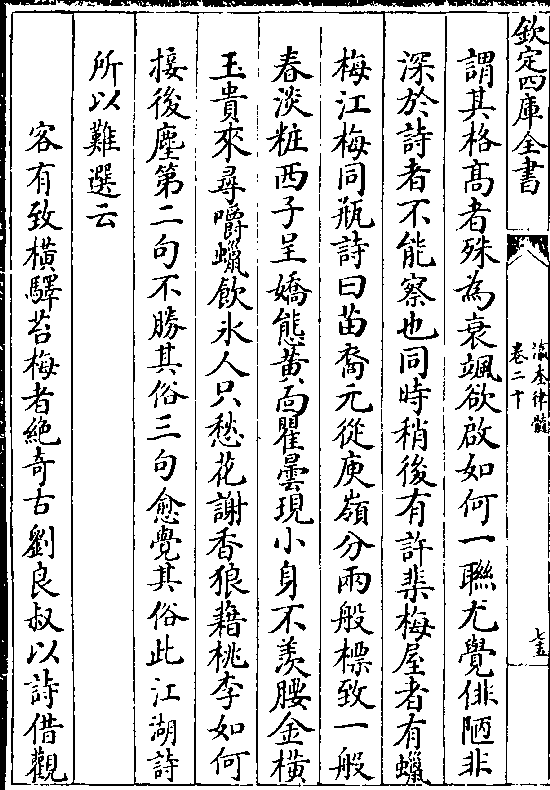 欽定四庫全書
瀛奎律髓
卷二十
七五
謂其格髙者殊為衰颯欲啟如何一聯尤覺俳陋非
深於詩者不能察也同時稍後有許棐梅屋者有蠟
梅江梅同瓶詩曰苗裔元從庾嶺分兩般標致一般
春淡粧西子呈嬌態黄面瞿曇現小身不羡腰金橫
玉貴來尋嚼蠟飲氷人只愁花謝香狼藉桃李如何
接後塵第二句不勝其俗三句愈覺其俗此江湖詩
所以難選云
客有致橫驛苔梅者絶奇古劉良叔以詩借觀